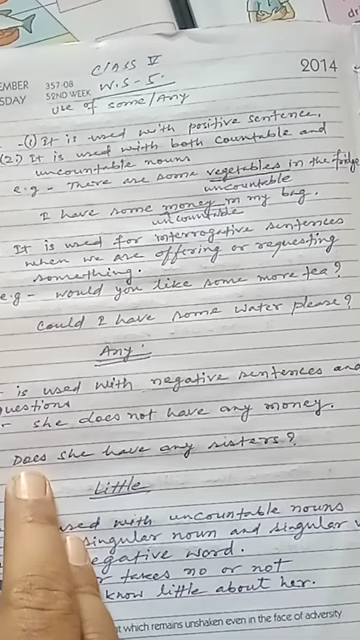 CLASS V
EMBER 357-08 W.S-5. 2014
SDAY 52ND WEEK
Use of some/Any
-(1) It is used with positive sentence,
(2:) It is used with both countable and
uncountable nouns
e.g - There are some vegetables in the fridge
uncountable
I have some money in my bag.
uncountable
It is used for interrogative sentences
when we are offering or requesting
something.
e.g - would you like some more tea?
Could I have some water please?
Any:
is used with negative sentences and
questions
- she does not have any money.
Does she have any sisters?
Little
used with uncountable nouns
singular noun and singular v
egative word.
takes no or not
know little about her.
t which remains unshaken even in the face of adversity